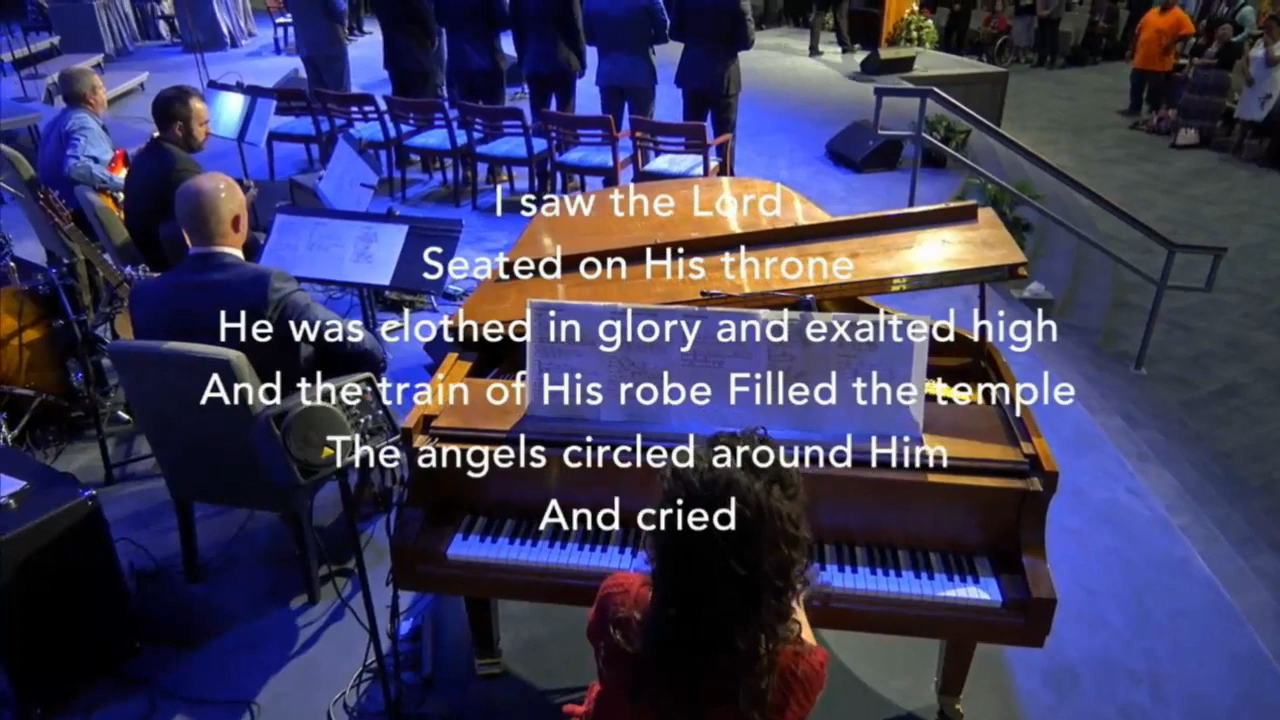 I saw the Lord
Seated on His throne
He was clothed in glory and exalted high
And the train of His robe Filled the temple
The angels circled around Him
And cried